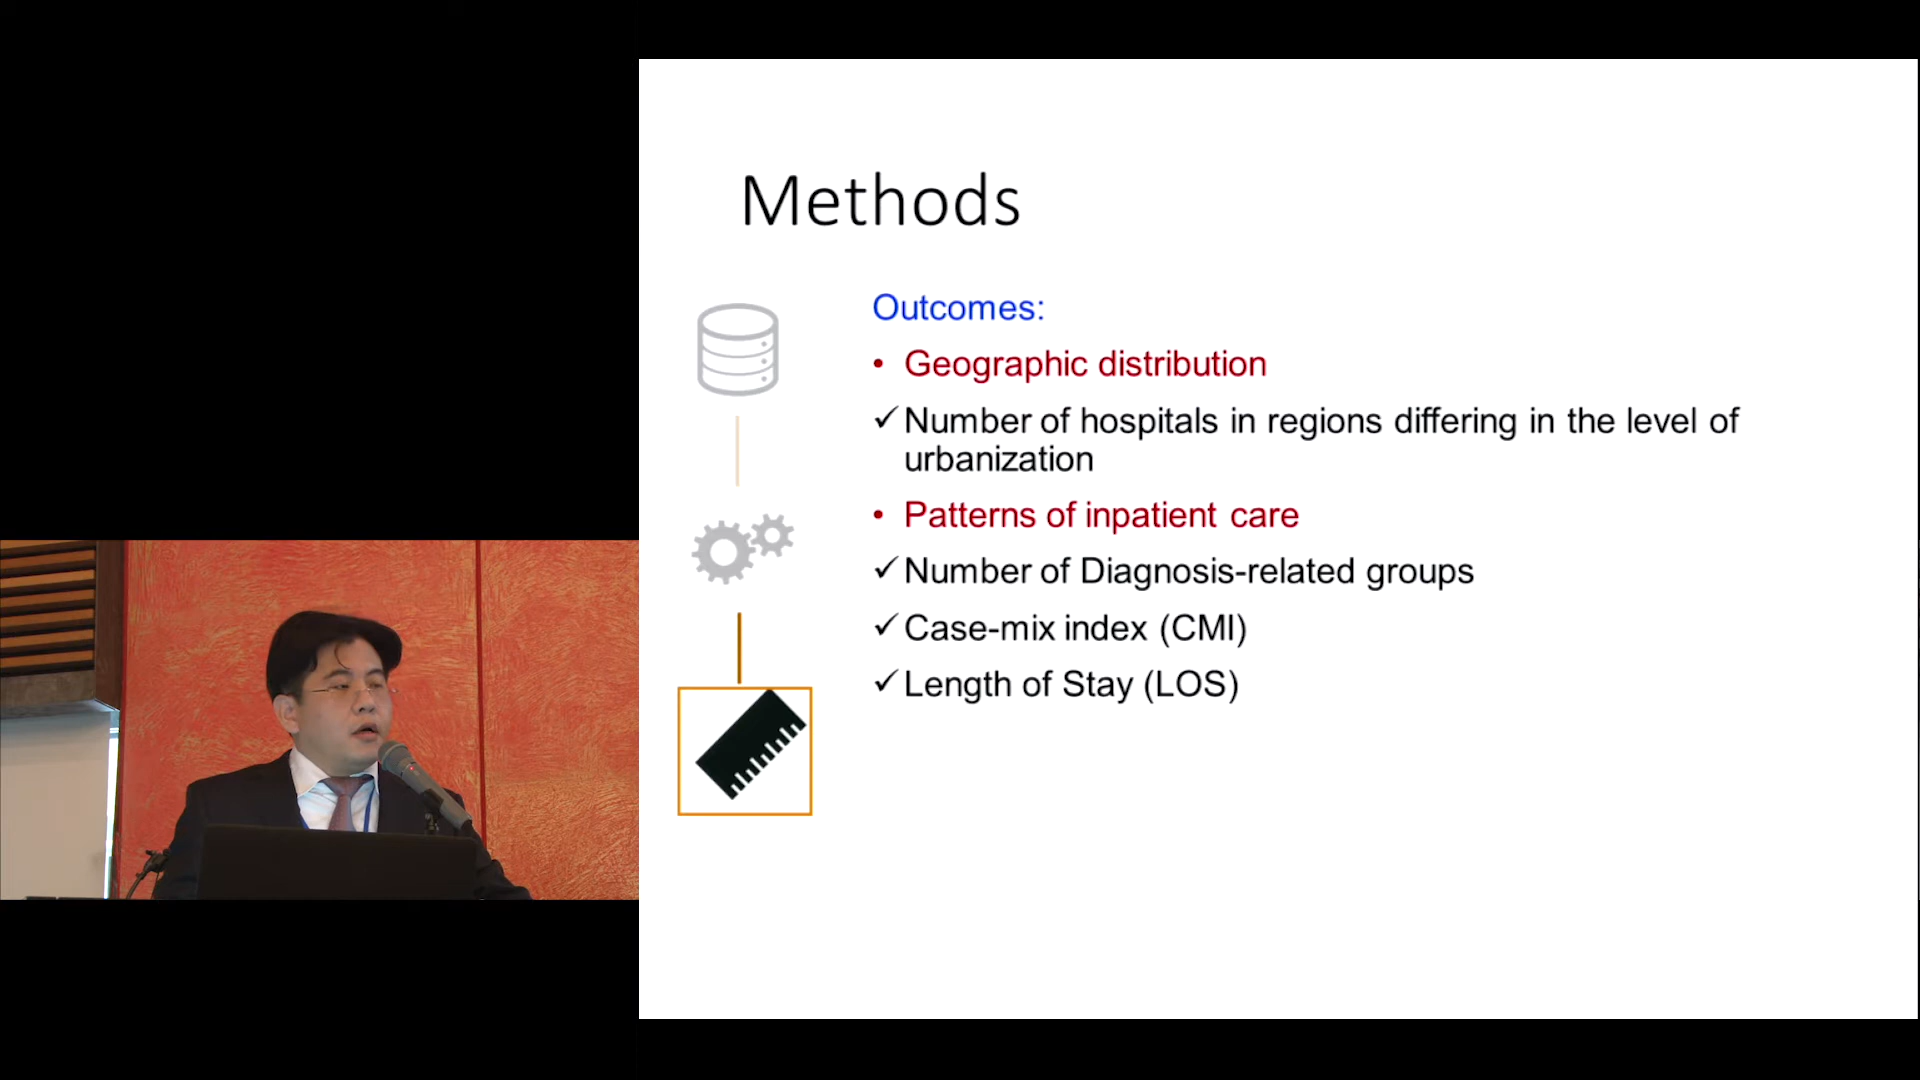 Methods
Outcomes:
• Geographic distribution
✓ Number of hospitals in regions differing in the level of
urbanization
• Patterns of inpatient care
✓ Number of Diagnosis-related groups
✓ Case-mix index (CMI)
✓ Length of Stay (LOS)